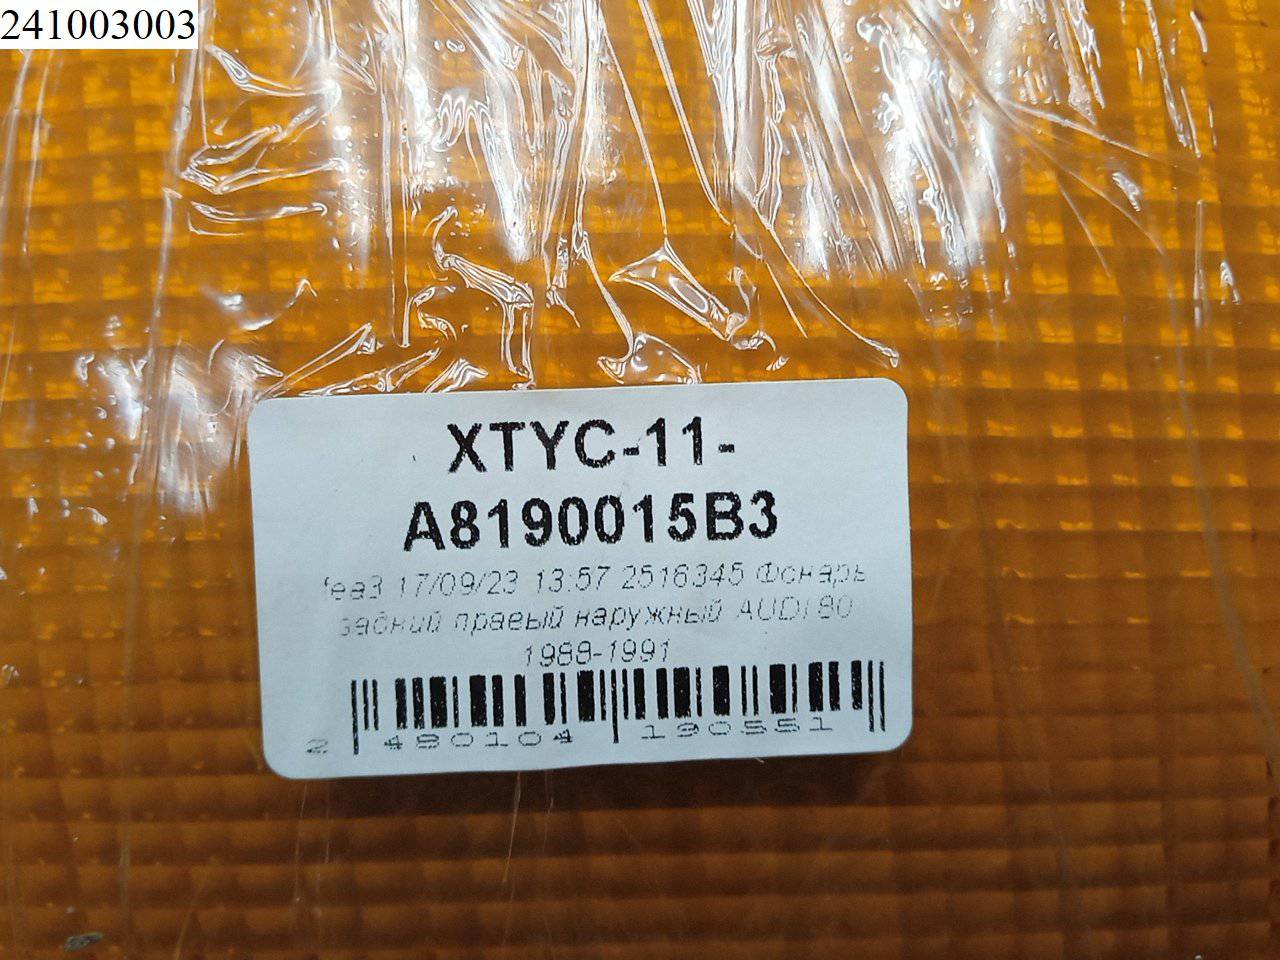 241003003
XTYC-11-
A8190015B3
17/09/23 13:57 2516345 Фонарь
задний правый наружный AUDI 80
1988-1991
2 490104 190551